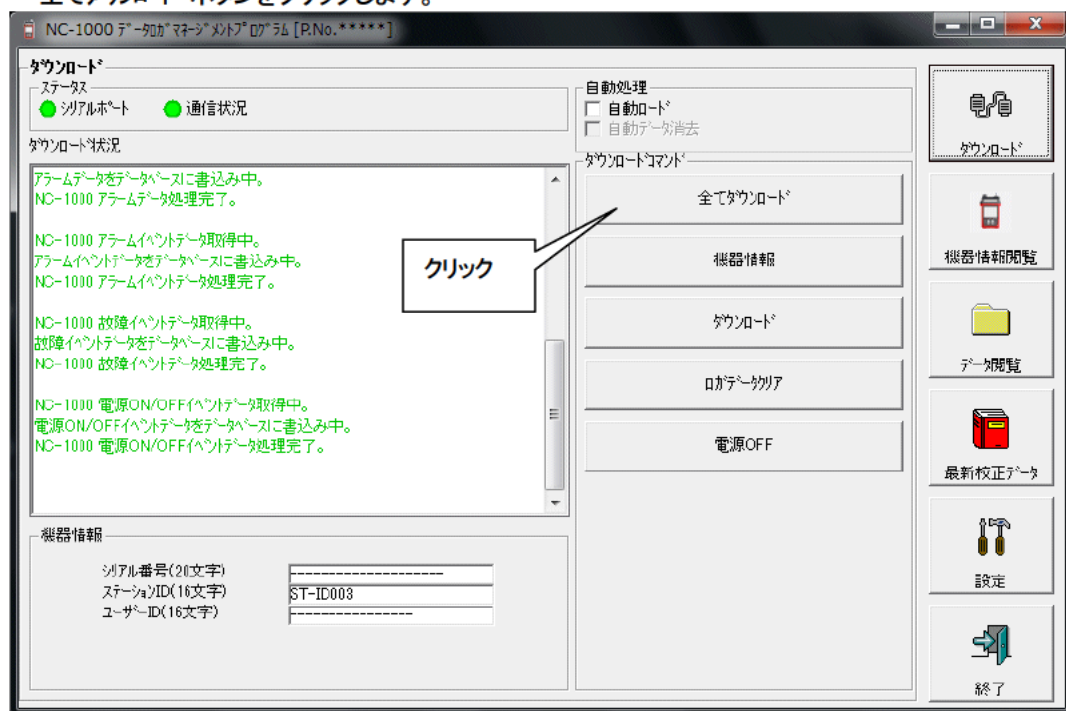 全てダウンロードボタンをクリックします。
NC-1000 ﾃﾞｰﾀﾛｶﾞﾏﾈｰｼﾞﾒﾝﾄﾌﾟﾛｸﾞﾗﾑ [P.No.*****]
ﾀﾞｳﾝﾛｰﾄﾞ
ｽﾃｰﾀｽ
ｼﾘｱﾙﾎﾟｰﾄ
通信状況
自動処理
自動ﾛｰﾄﾞ
自動ﾃﾞｰﾀ消去
ﾀﾞｳﾝﾛｰﾄﾞ状況
ｱﾗｰﾑﾃﾞｰﾀをﾃﾞｰﾀﾍﾞｰｽに書込み中。
NC-1000 ｱﾗｰﾑﾃﾞｰﾀ処理完了。
NC-1000 ｱﾗｰﾑｲﾍﾞﾝﾄﾃﾞｰﾀ取得中。
ｱﾗｰﾑｲﾍﾞﾝﾄﾃﾞｰﾀをﾃﾞｰﾀﾍﾞｰｽに書込み中。
NC-1000 ｱﾗｰﾑｲﾍﾞﾝﾄﾃﾞｰﾀ処理完了。
NC-1000 故障ｲﾍﾞﾝﾄﾃﾞｰﾀ取得中。
故障ｲﾍﾞﾝﾄﾃﾞｰﾀをﾃﾞｰﾀﾍﾞｰｽに書込み中。
NC-1000 故障ｲﾍﾞﾝﾄﾃﾞｰﾀ処理完了。
NC-1000 電源ON/OFFｲﾍﾞﾝﾄﾃﾞｰﾀ取得中。
電源ON/OFFｲﾍﾞﾝﾄﾃﾞｰﾀをﾃﾞｰﾀﾍﾞｰｽに書込み中。
NC-1000 電源ON/OFFｲﾍﾞﾝﾄﾃﾞｰﾀ処理完了。
クリック
ﾀﾞｳﾝﾛｰﾄﾞｺﾏﾝﾄﾞ
全てﾀﾞｳﾝﾛｰﾄﾞ
機器情報
ﾀﾞｳﾝﾛｰﾄﾞ
ﾛｶﾞﾃﾞｰﾀｸﾘｱ
電源OFF
機器情報
ｼﾘｱﾙ番号(20文字)
--------------------
ｽﾃｰｼｮﾝID(16文字)
ST-ID003
ﾕｰｻﾞｰID(16文字)
----------------
ﾀﾞｳﾝﾛｰﾄﾞ
機器情報閲覧
ﾃﾞｰﾀ閲覧
最新校正ﾃﾞｰﾀ
設定
終了